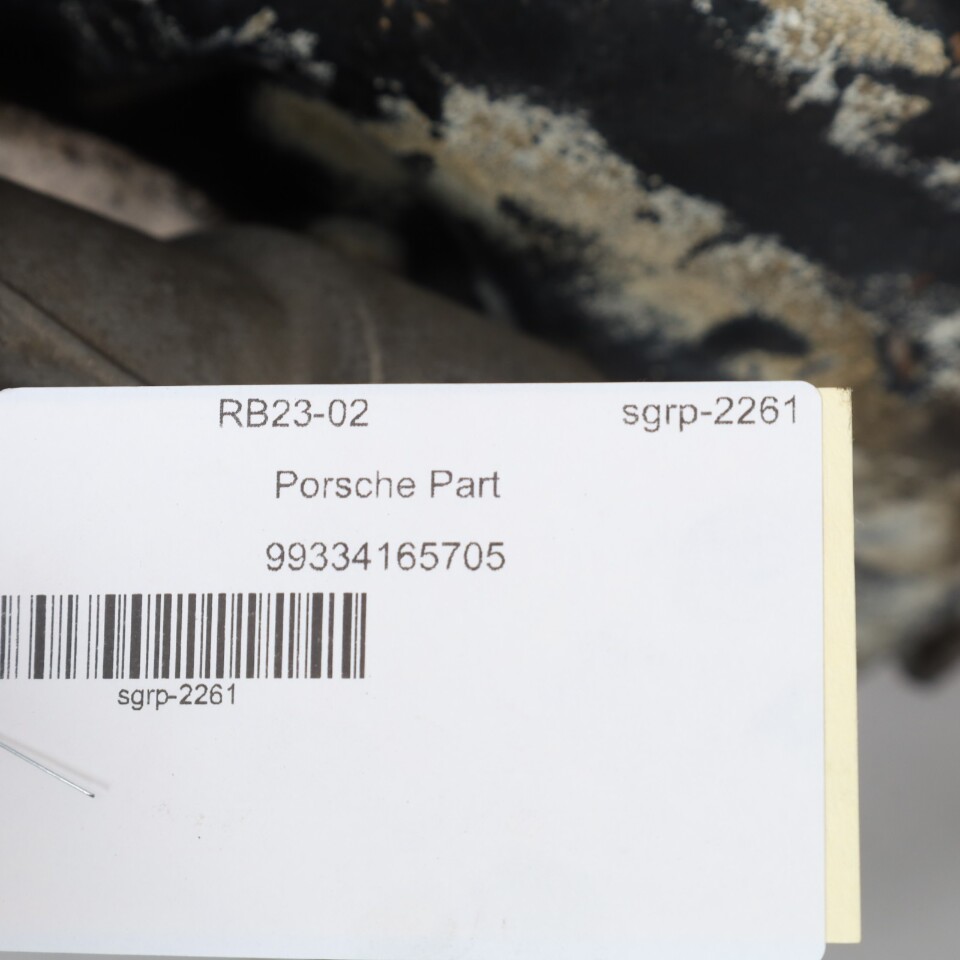 RB23-02 sgrp-2261
Porsche Part
99334165705
sgrp-2261